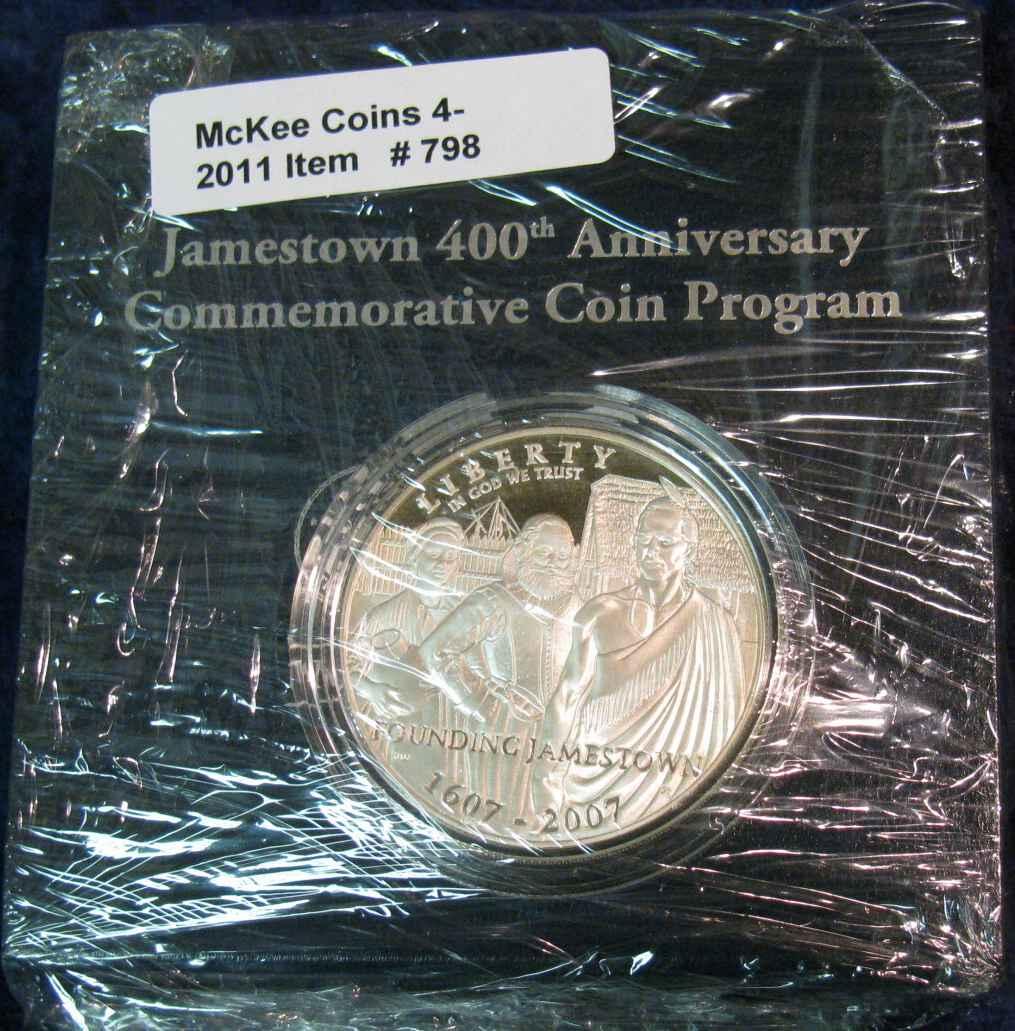 McKee Coins 4-
2011 Item # 798
Jamestown 400th Anniversary
Commemorative Coin Program
LIBERTY
IN GOD WE TRUST
FOUNDING JAMESTOWN
1607 - 2007